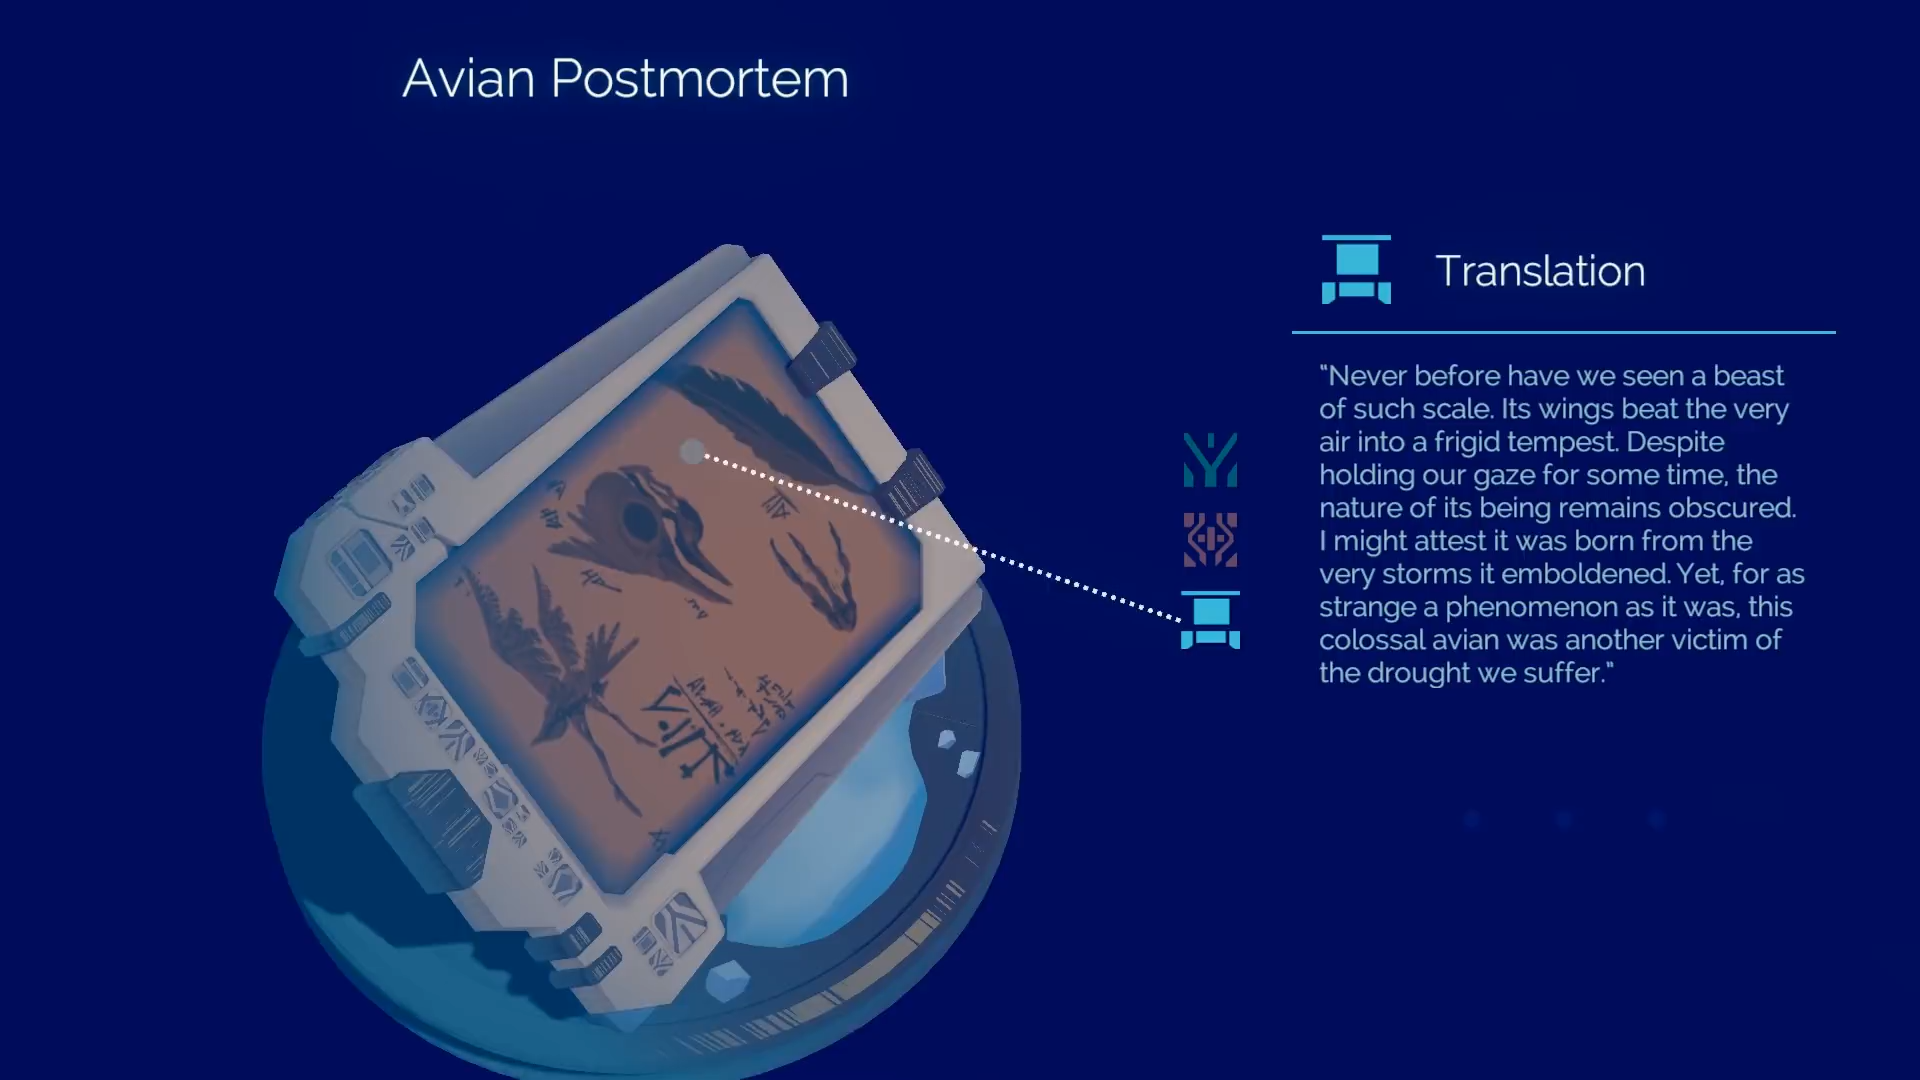 Avian Postmortem
Translation
“Never before have we seen a beast
of such scale. Its wings beat the very
air into a frigid tempest. Despite
holding our gaze for some time, the
nature of its being remains obscured.
I might attest it was born from the
very storms it emboldened. Yet, for as
strange a phenomenon as it was, this
colossal avian was another victim of
the drought we suffer.”